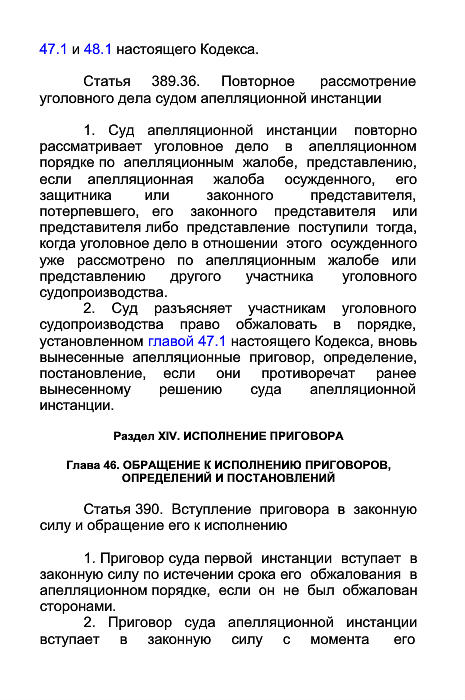 47.1 и 48.1 настоящего Кодекса.
Статья 389.36. Повторное рассмотрение
уголовного дела судом апелляционной инстанции
1. Суд апелляционной инстанции повторно
рассматривает уголовное дело в апелляционном
порядке по апелляционным жалобе, представлению,
если апелляционная жалоба осужденного, его
защитника или законного представителя,
потерпевшего, его законного представителя или
представителя либо представление поступили тогда,
когда уголовное дело в отношении этого осужденного
уже рассмотрено по апелляционным жалобе или
представлению другого участника уголовного
судопроизводства.
2. Суд разъясняет участникам уголовного
судопроизводства право обжаловать в порядке,
установленном главой 47.1 настоящего Кодекса, вновь
вынесенные апелляционные приговор, определение,
постановление, если они противоречат ранее
вынесенному решению суда апелляционной
инстанции.
Раздел XIV. ИСПОЛНЕНИЕ ПРИГОВОРА
Глава 46. ОБРАЩЕНИЕ К ИСПОЛНЕНИЮ ПРИГОВОРОВ,
ОПРЕДЕЛЕНИЙ И ПОСТАНОВЛЕНИЙ
Статья 390. Вступление приговора в законную
силу и обращение его к исполнению
1. Приговор суда первой инстанции вступает в
законную силу по истечении срока его обжалования в
апелляционном порядке, если он не был обжалован
сторонами.
2. Приговор суда апелляционной инстанции
вступает в законную силу с момента его